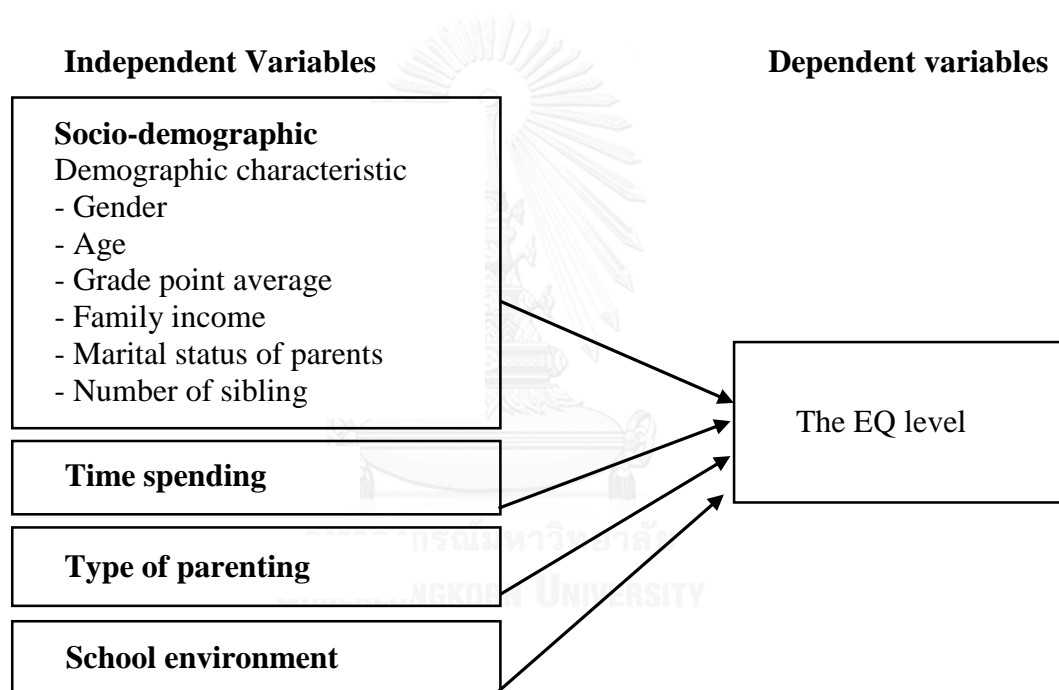 Independent Variables
Dependent variables
Socio-demographic
Demographic characteristic
- Gender
- Age
- Grade point average
- Family income
- Marital status of parents
- Number of sibling
Time spending
Type of parenting
School environment
The EQ level
UNIVERSITY